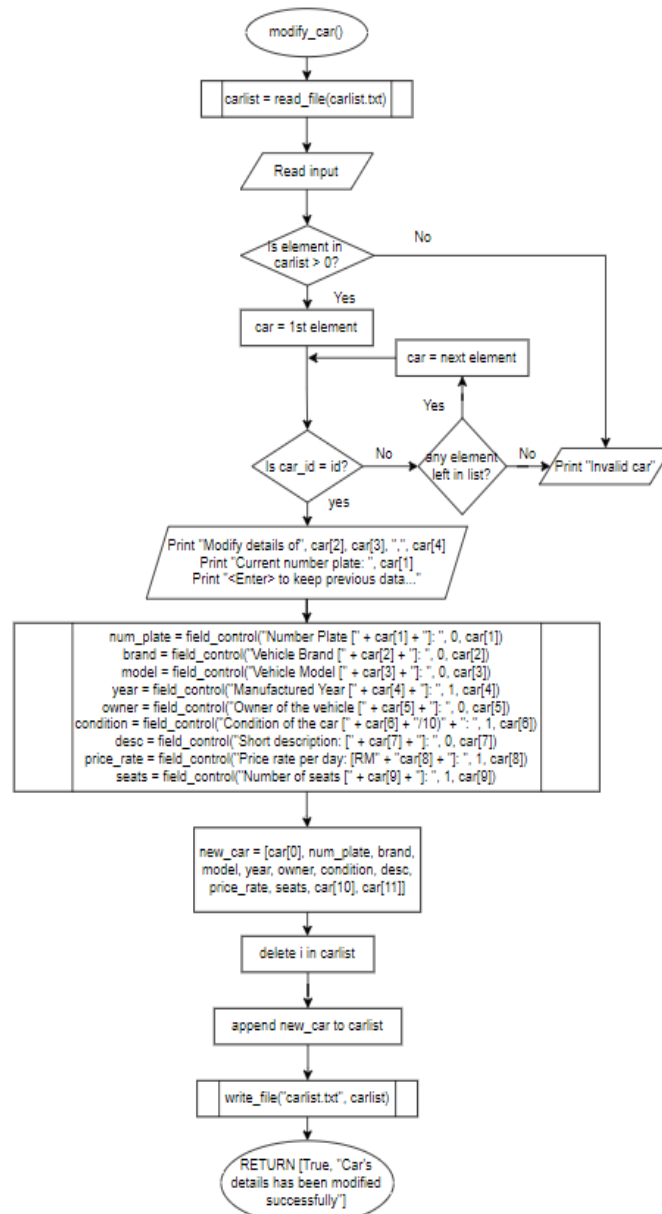 modify_car()
carlist = read_file(carlist.txt)
Read input
Is element in
carlist > 0?
No
Yes
car = 1st element
car = next element
Yes
Is car_id = id?
No
any element
left in list?
No
Print "Invalid car"
yes
Print "Modify details of", car[2], car[3], ",", car[4]
Print "Current number plate: ", car[1]
Print "<Enter> to keep previous data..."
num_plate = field_control("Number Plate [" + car[1] + "]: ", 0, car[1])
brand = field_control("Vehicle Brand [" + car[2] + "]: ", 0, car[2])
model = field_control("Vehicle Model [" + car[3] + "]: ", 0, car[3])
year = field_control("Manufactured Year [" + car[4] + "]: ", 1, car[4])
owner = field_control("Owner of the vehicle [" + car[5] + "]: ", 0, car[5])
condition = field_control("Condition of the car [" + car[6] + "/10)" + ": ", 1, car[6])
desc = field_control("Short description: [" + car[7] + "]: ", 0, car[7])
price_rate = field_control("Price rate per day: [RM" + "car[8] + "]: ", 1, car[8])
seats = field_control("Number of seats [" + car[9] + "]: ", 1, car[9])
new_car = [car[0], num_plate, brand,
model, year, owner, condition, desc,
price_rate, seats, car[10], car[11]]
delete i in carlist
append new_car to carlist
write_file("carlist.txt", carlist)
RETURN [True, "Car's
details has been modified
successfully"]